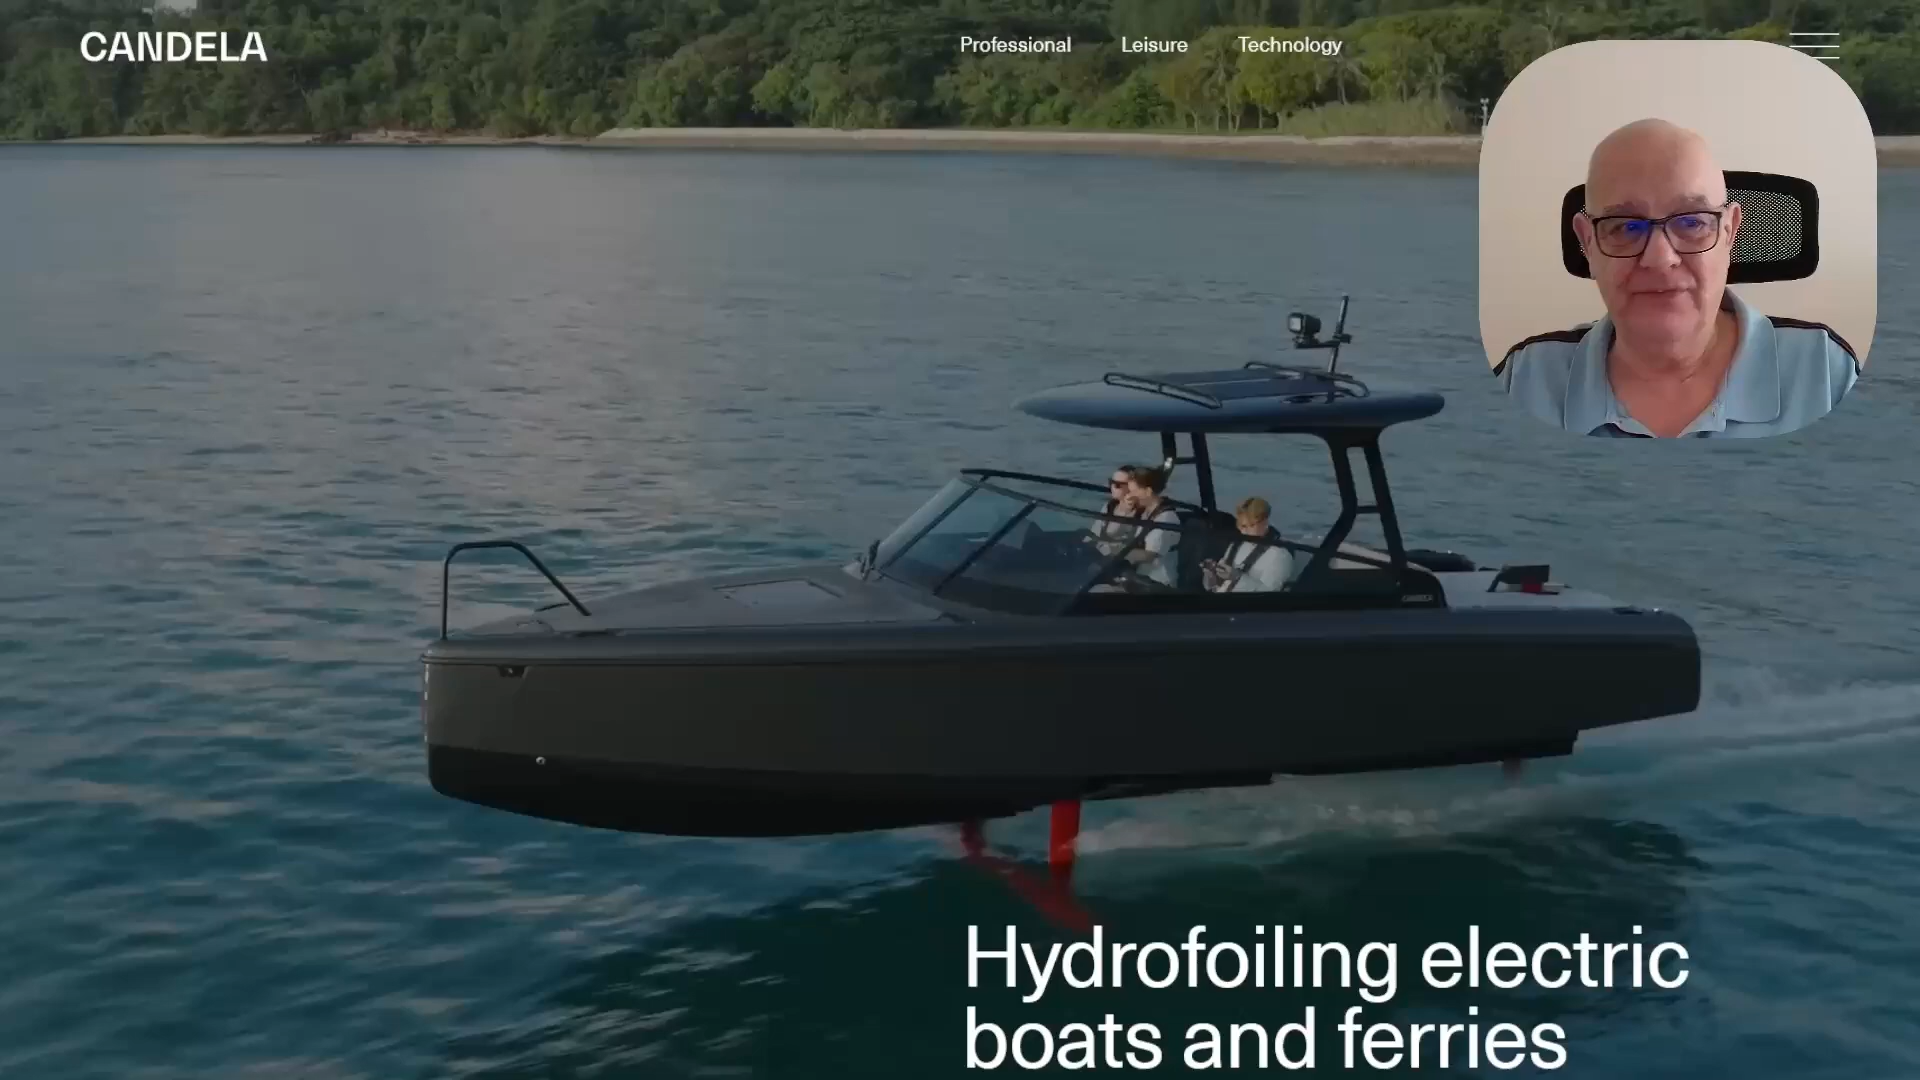 CANDELA
Professional
Leisure
Technology
Hydrofoiling electric
boats and ferries